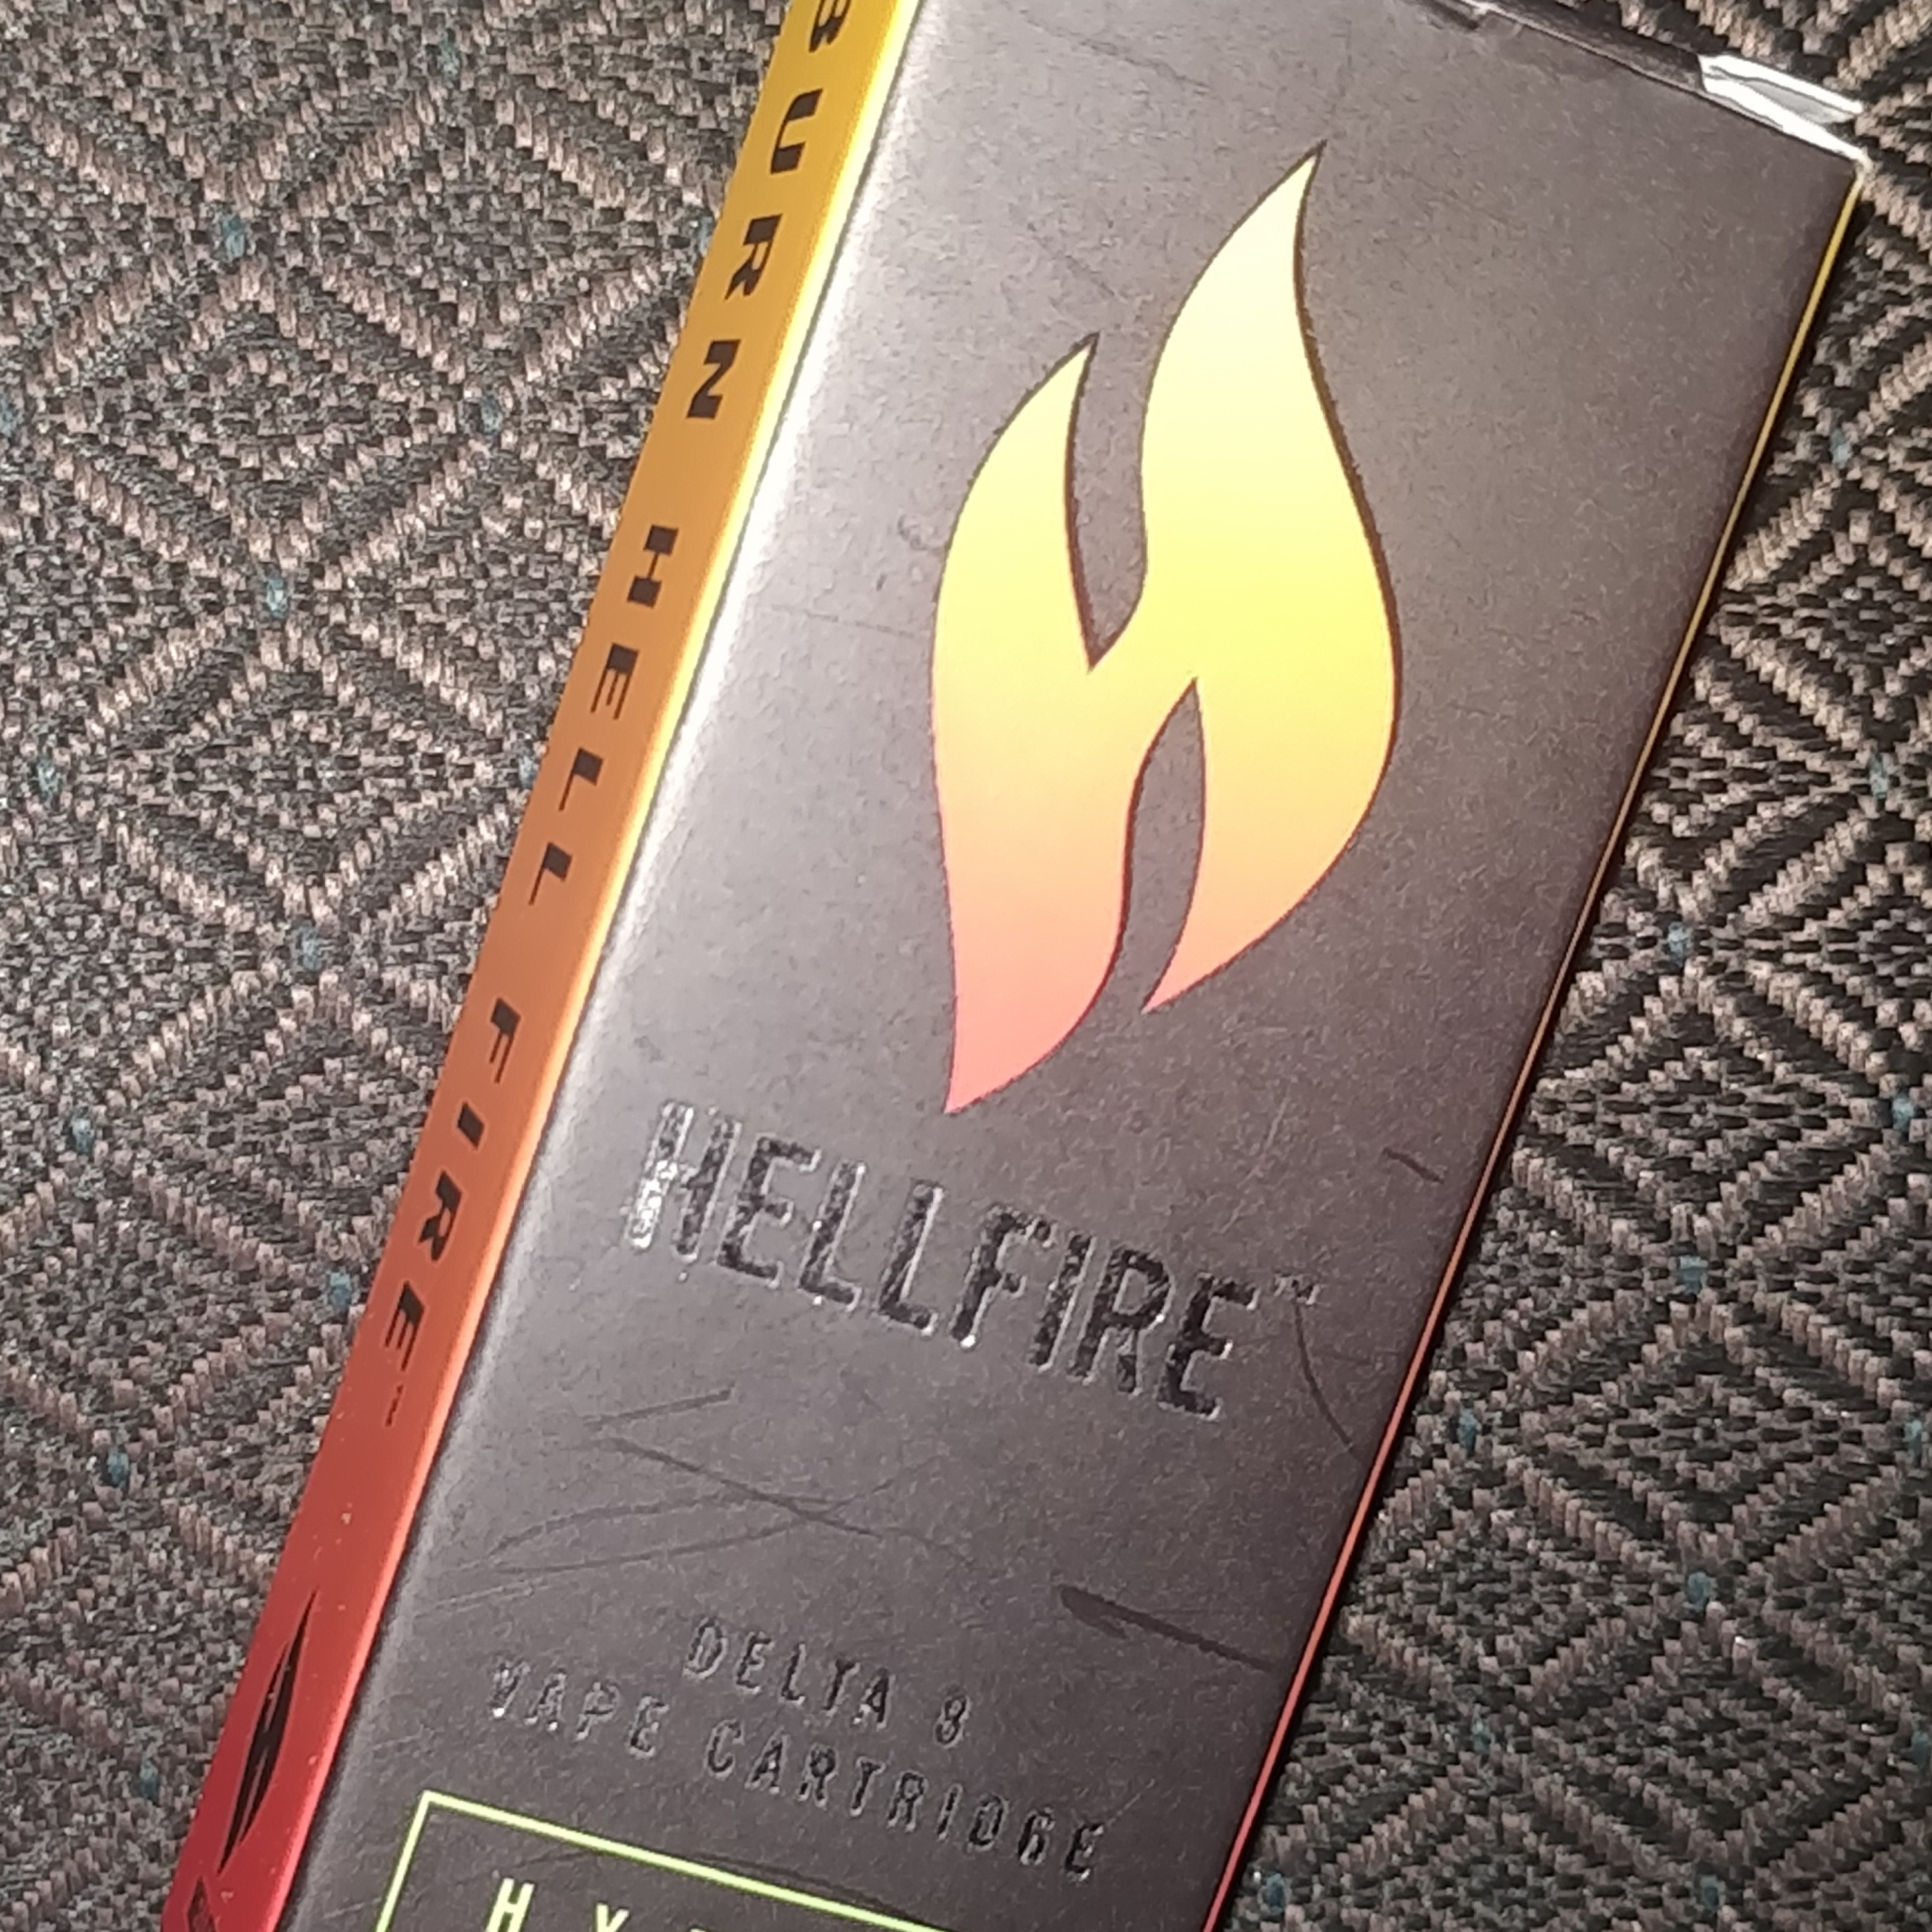 BURN HELL FIRE™
HELLFIRE™
DELTA 8
VAPE CARTRIDGE